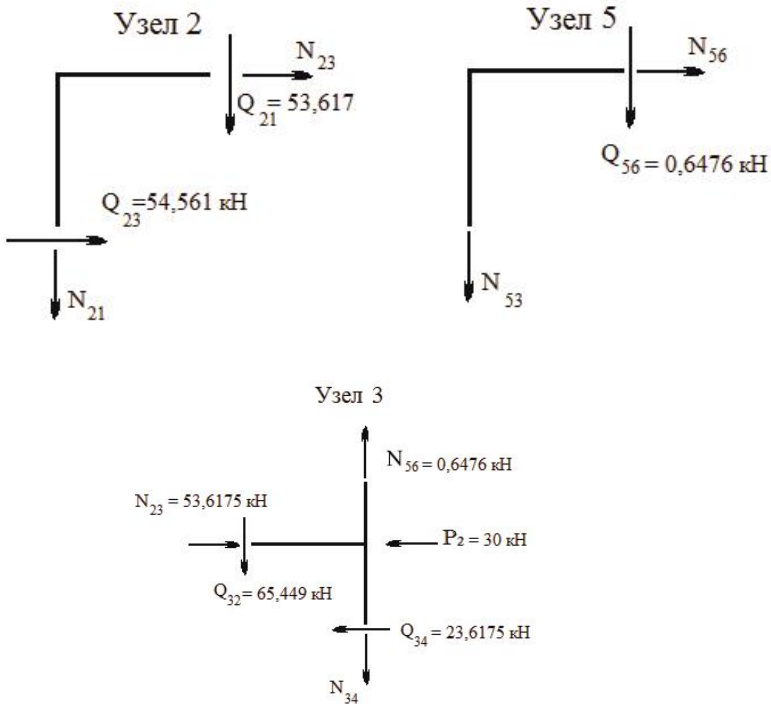 Узел 2
N23
Q21= 53,617
Q23=54,561 кН
N21
Узел 5
N56
Q56 = 0,6476 кН
N53
Узел 3
N56 = 0,6476 кН
N23 = 53,6175 кН
P2 = 30 кН
Q32= 65,449 кН
Q34 = 23,6175 кН
N34